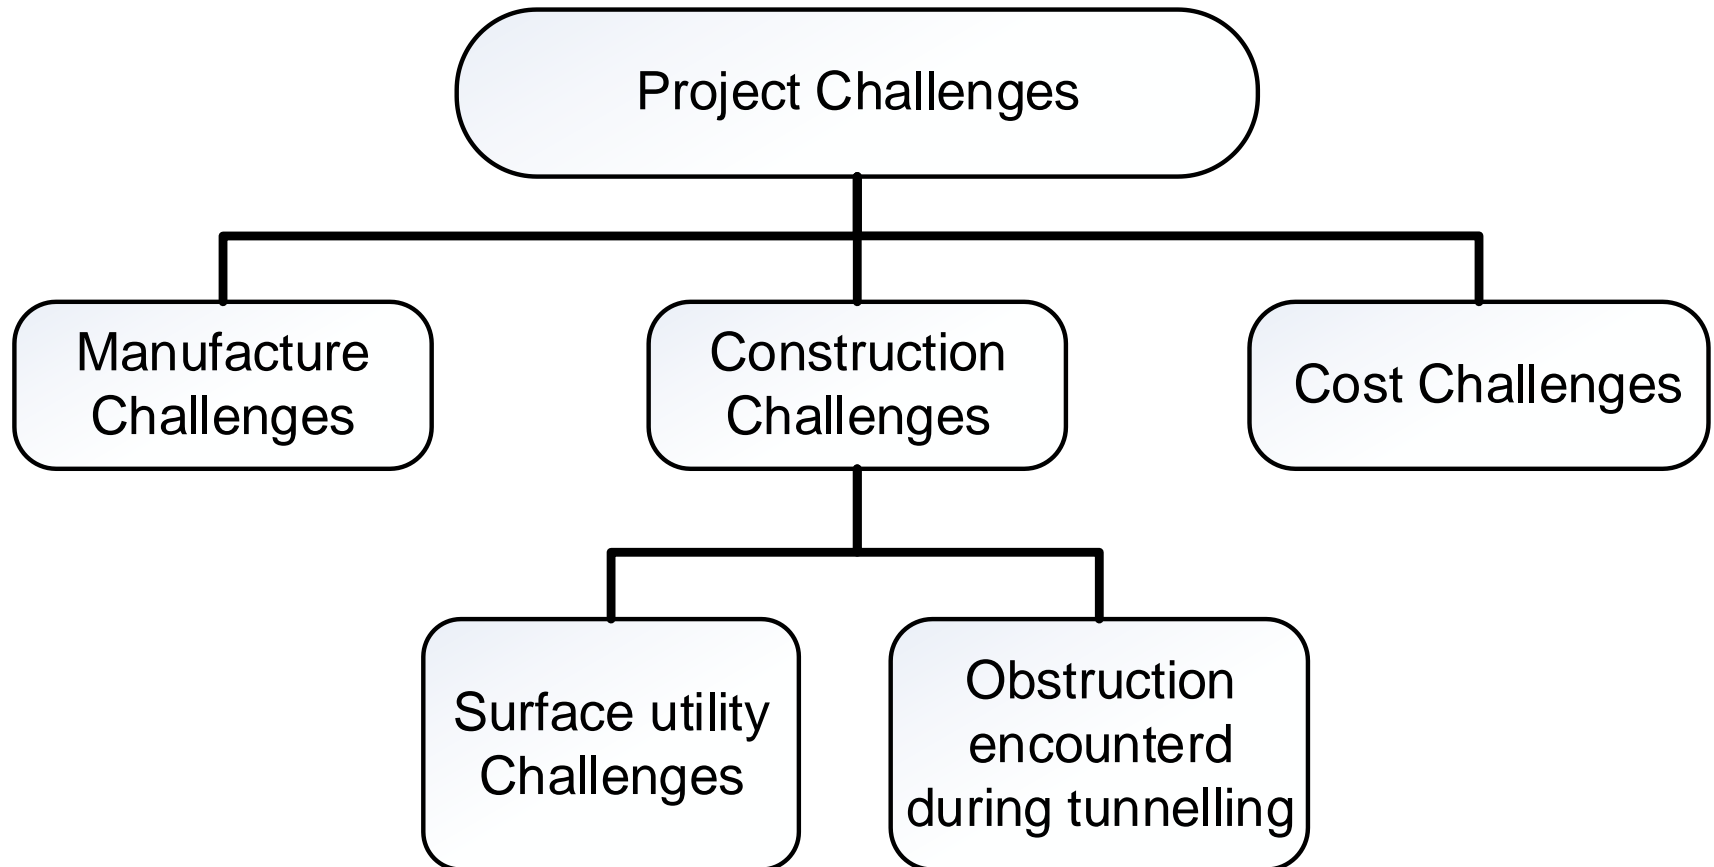 Project Challenges
Manufacture
Challenges
Construction
Challenges
Cost Challenges
Surface utility
Challenges
Obstruction
encounterd
during tunnelling